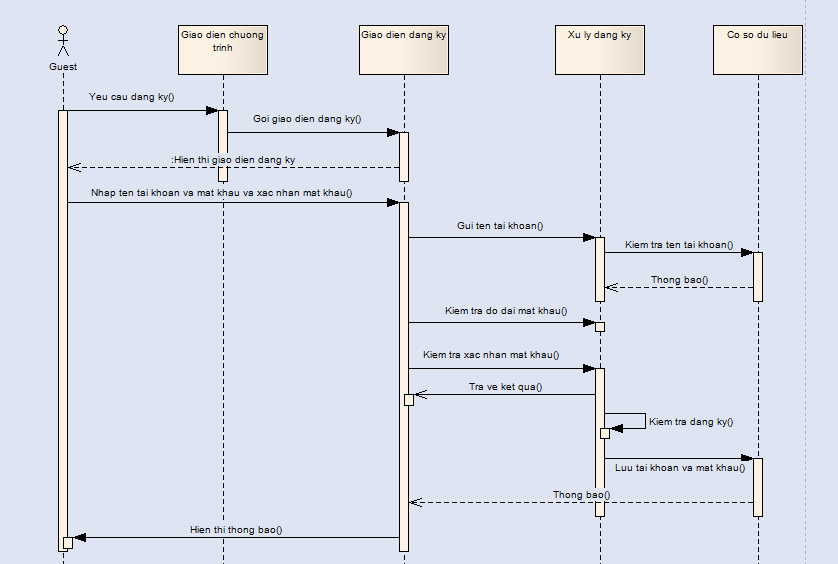 Guest
Giao dien chuong
trinh
Giao dien dang ky
Xu ly dang ky
Co so du lieu
Yeu cau dang ky()
Goi giao dien dang ky()
:Hien thi giao dien dang ky
Nhap ten tai khoan va mat khau va xac nhan mat khau()
Gui ten tai khoan()
Kiem tra ten tai khoan()
Thong bao()
Kiem tra do dai mat khau()
Kiem tra xac nhan mat khau()
Tra ve ket qua()
Kiem tra dang ky()
Luu tai khoan va mat khau()
Thong bao()
Hien thi thong bao()